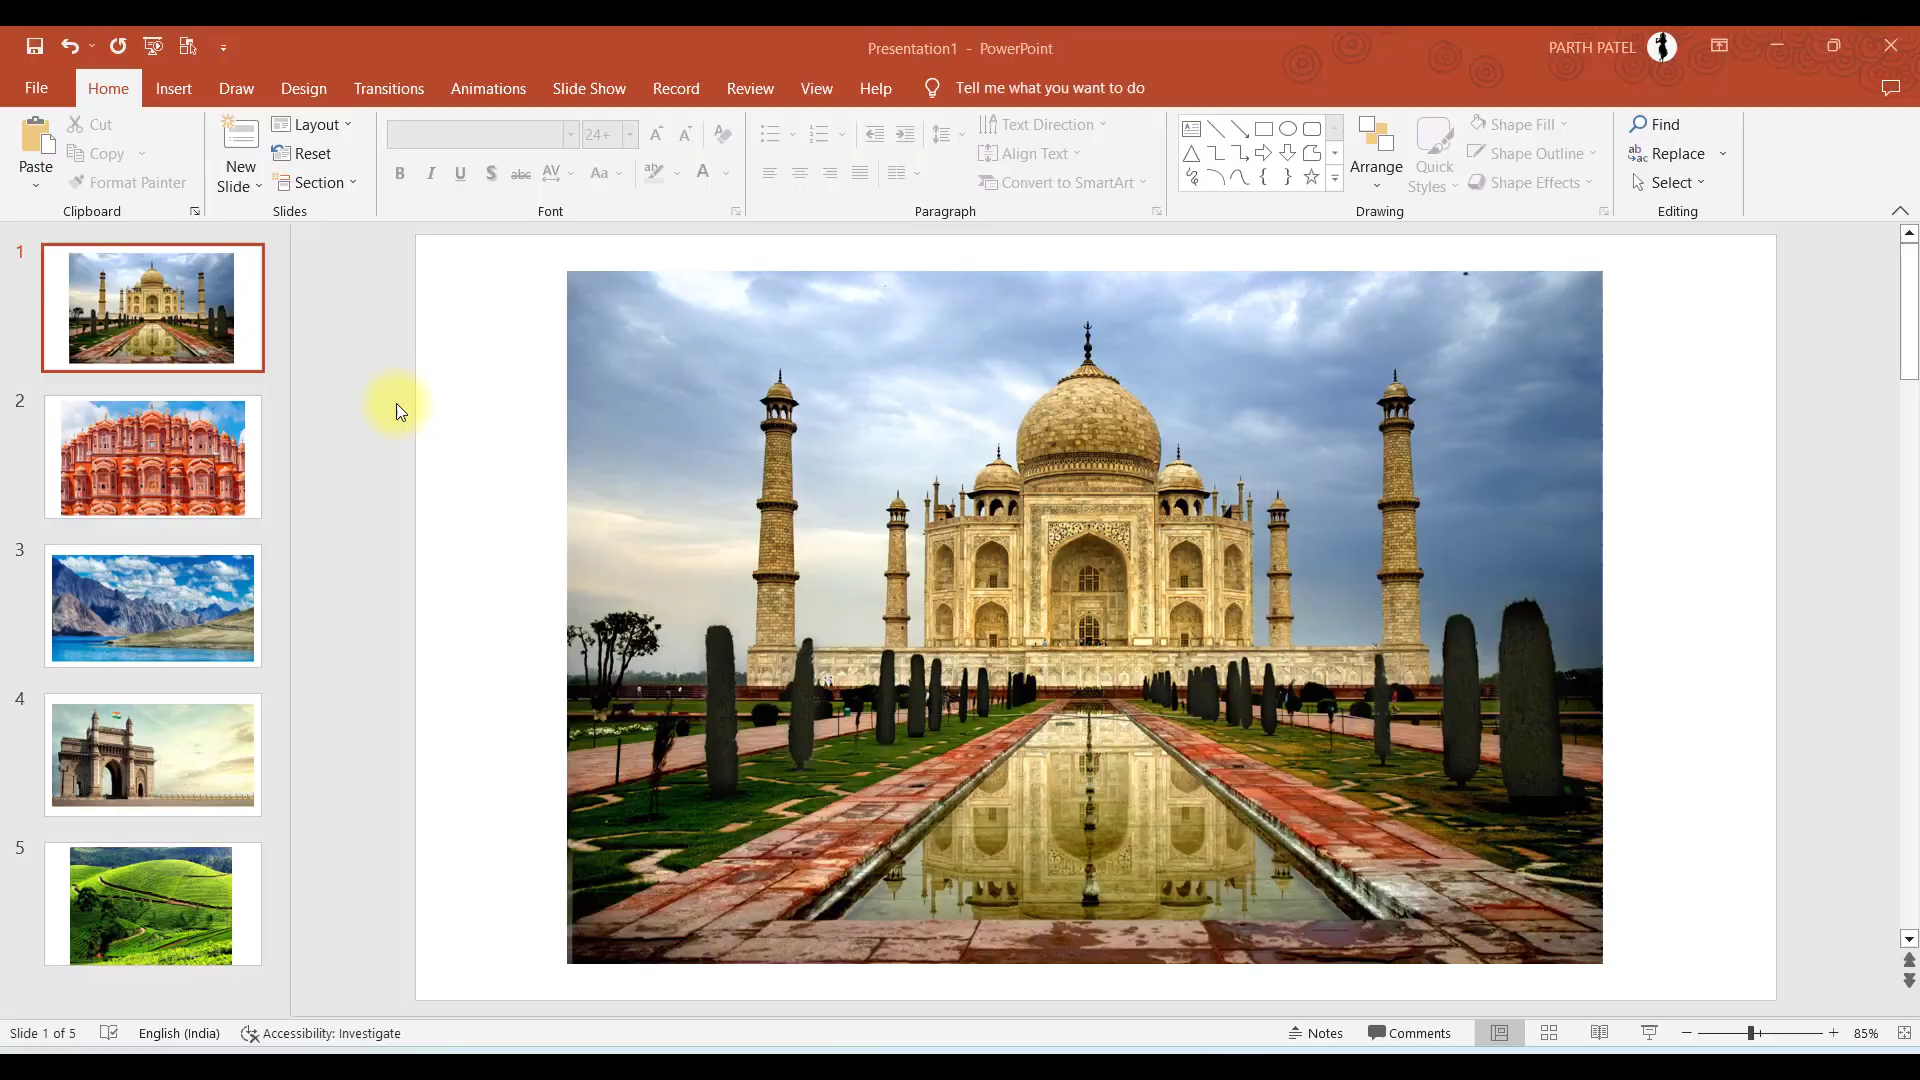 Presentation1 - PowerPoint
PARTH PATEL
File Home Insert Draw Design Transitions Animations Slide Show Record Review View Help Tell me what you want to do
Paste
Cut
Copy
Format Painter
Clipboard
New
Slide
Layout
Reset
Section
Slides
24+
B I U S abc AV Aa A
Font
Text Direction
Align Text
Convert to SmartArt
Paragraph
Arrange
Quick
Styles
Shape Fill
Shape Outline
Shape Effects
Drawing
Find
Replace
Select
Editing
1
2
3
4
5
Slide 1 of 5 English (India) Accessibility: Investigate Notes Comments 85%